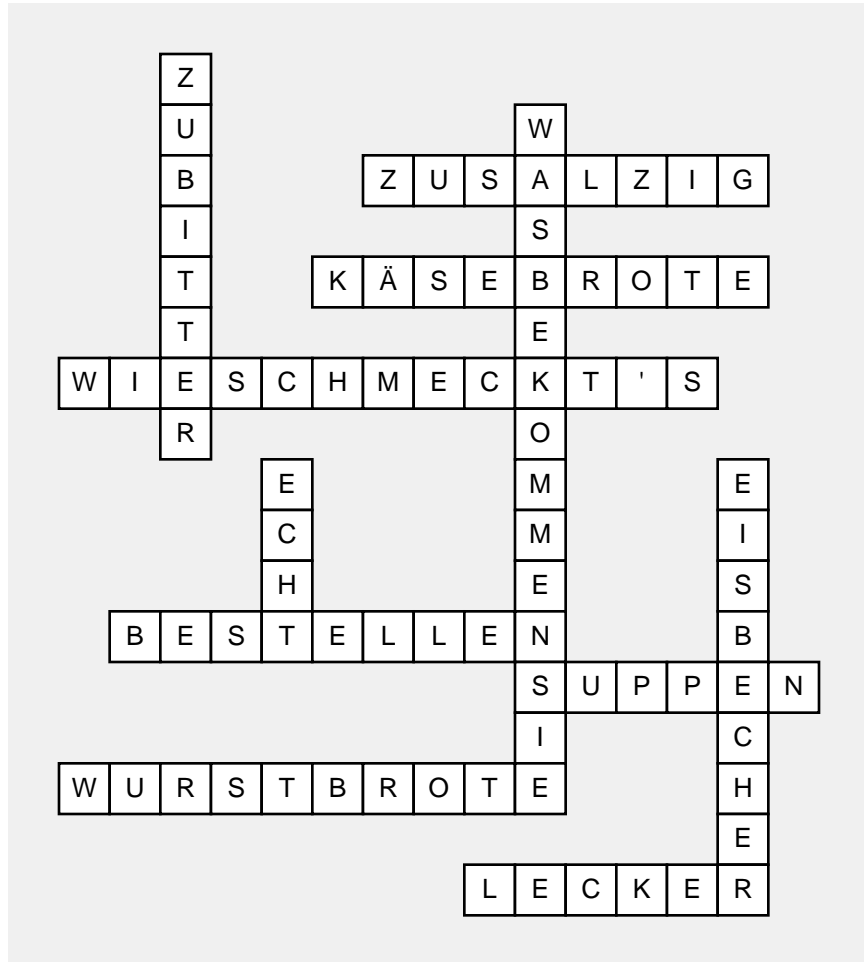 ZUBITTER
WASBEKOMMENSIE
ZUSALZIG
KÄSEBROTE
WIESCHMECKT'S
ECHT
EISBECHER
BESTELLEN
SUPPEN
WURSTBROTE
LECKER